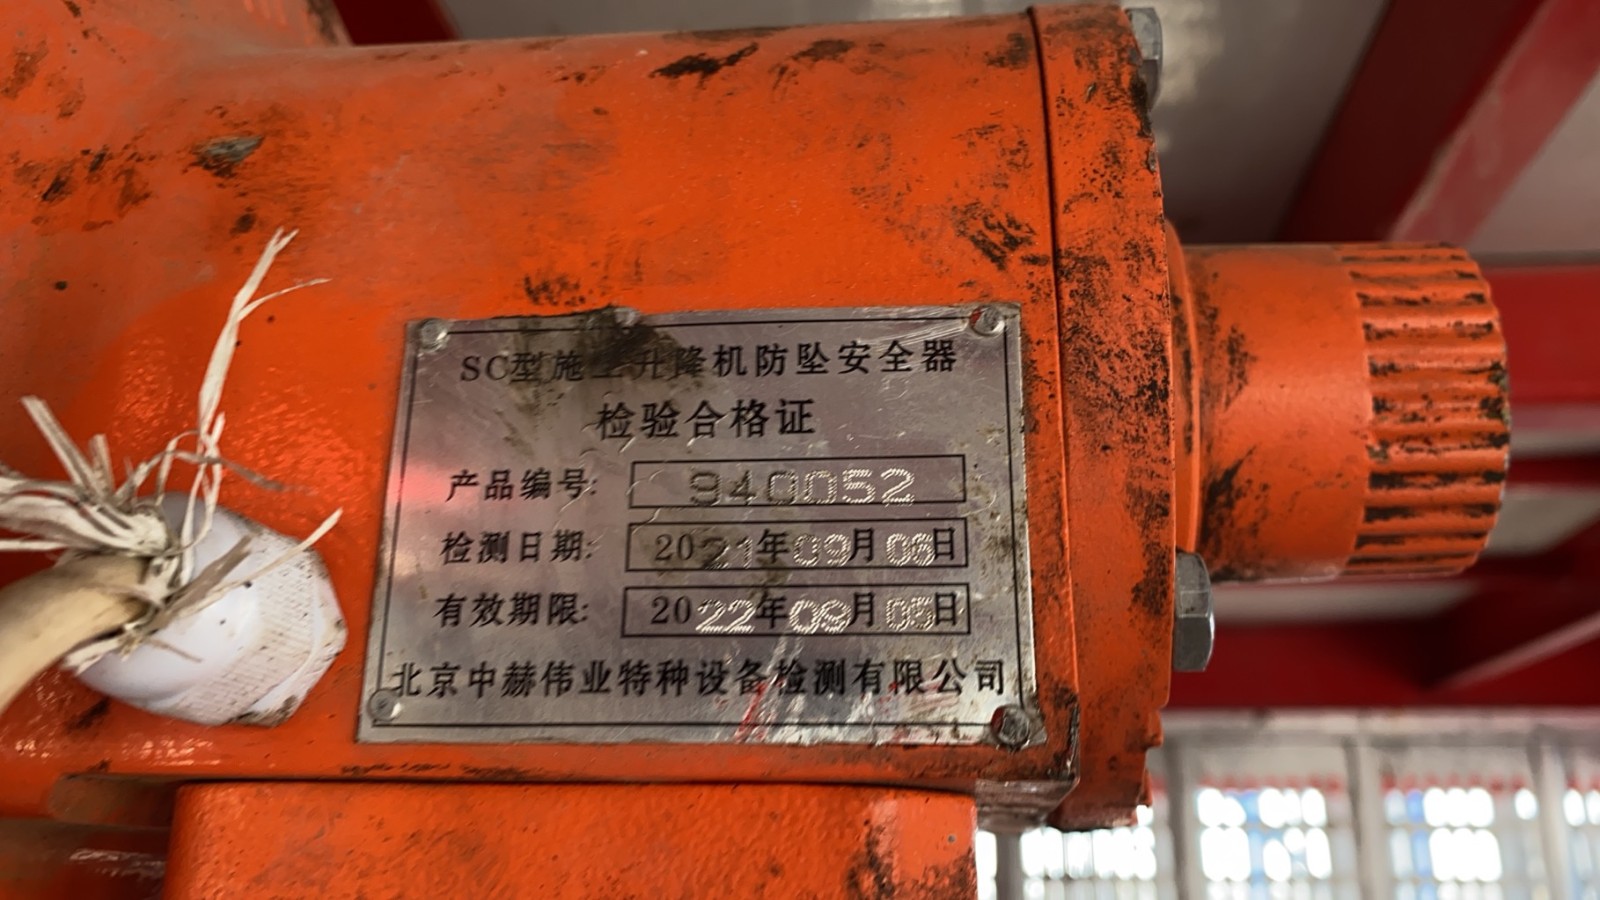 SC型施工升降机防坠安全器
检验合格证
产品编号: 940052
检测日期: 2021年09月06日
有效期限: 2022年09月05日
北京中赫伟业特种设备检测有限公司